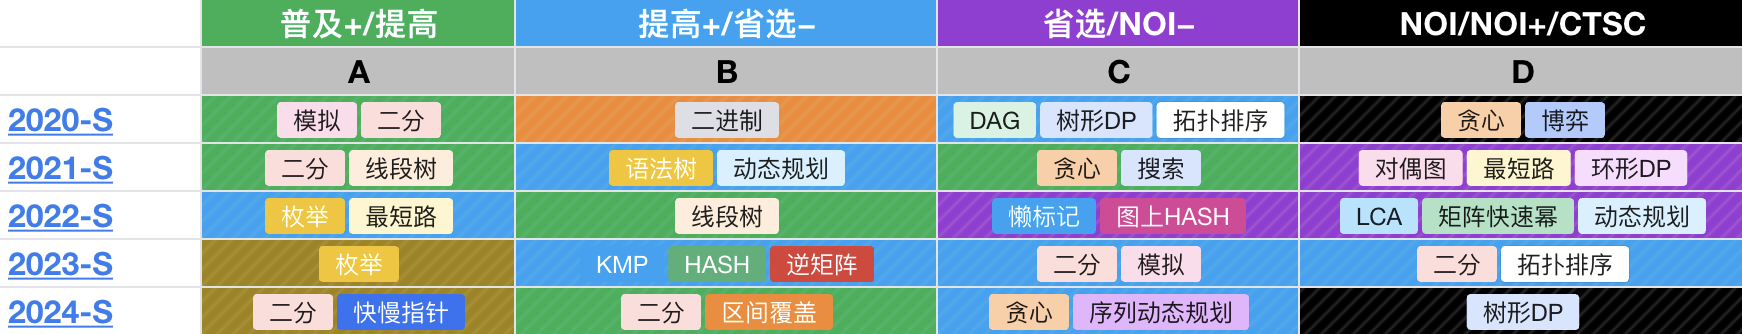 普及+/提高 提高+/省选− 省选/NOI− NOI/NOI+/CTSC
A B C D
2020-S 模拟 二分 二进制 DAG 树形DP 拓扑排序 贪心 博弈
2021-S 二分 线段树 语法树 动态规划 贪心 搜索 对偶图 最短路 环形DP
2022-S 枚举 最短路 线段树 懒标记 图上HASH LCA 矩阵快速幂 动态规划
2023-S 枚举 KMP HASH 逆矩阵 二分 模拟 二分 拓扑排序
2024-S 二分 快慢指针 二分 区间覆盖 贪心 序列动态规划 树形DP